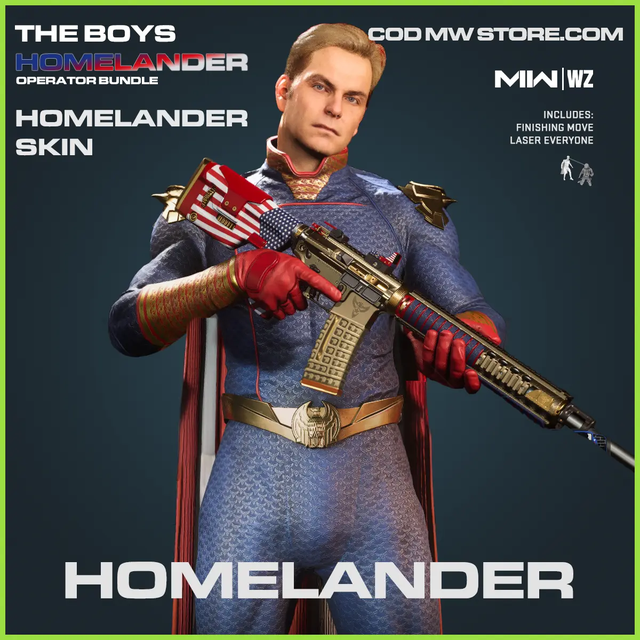 THE BOYS
HOMELANDER
OPERATOR BUNDLE
HOMELANDER
SKIN
COD MW STORE.COM
MW|WZ
INCLUDES:
FINISHING MOVE
LASER EVERYONE
HOMELANDER